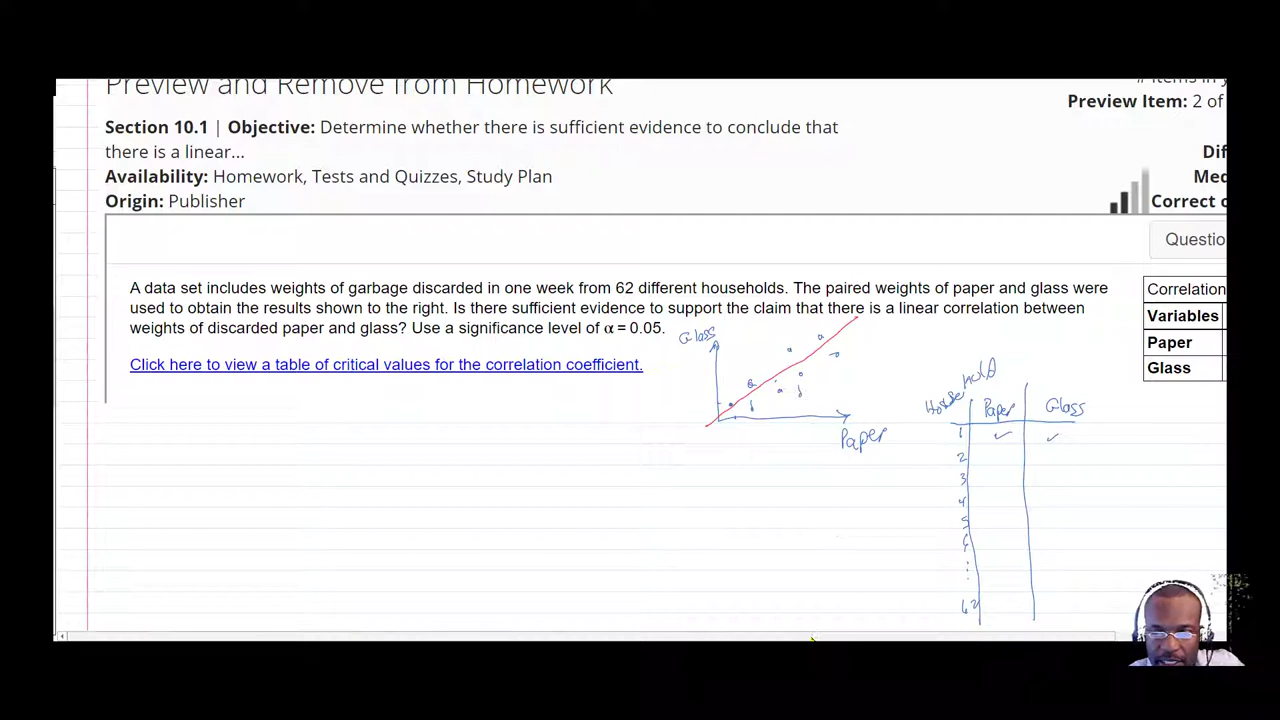 Preview and Remove from Homework
Preview Item: 2 of
Section 10.1 | Objective: Determine whether there is sufficient evidence to conclude that
there is a linear...
Dif
Availability: Homework, Tests and Quizzes, Study Plan
Med
Origin: Publisher
Correct
Questio
A data set includes weights of garbage discarded in one week from 62 different households. The paired weights of paper and glass were
used to obtain the results shown to the right. Is there sufficient evidence to support the claim that there is a linear correlation between
weights of discarded paper and glass? Use a significance level of α = 0.05.
Click here to view a table of critical values for the correlation coefficient.
Correlation
Variables
Paper
Glass
Glass
Paper
Household
Paper
Glass
1
2
3
4
5
6
62